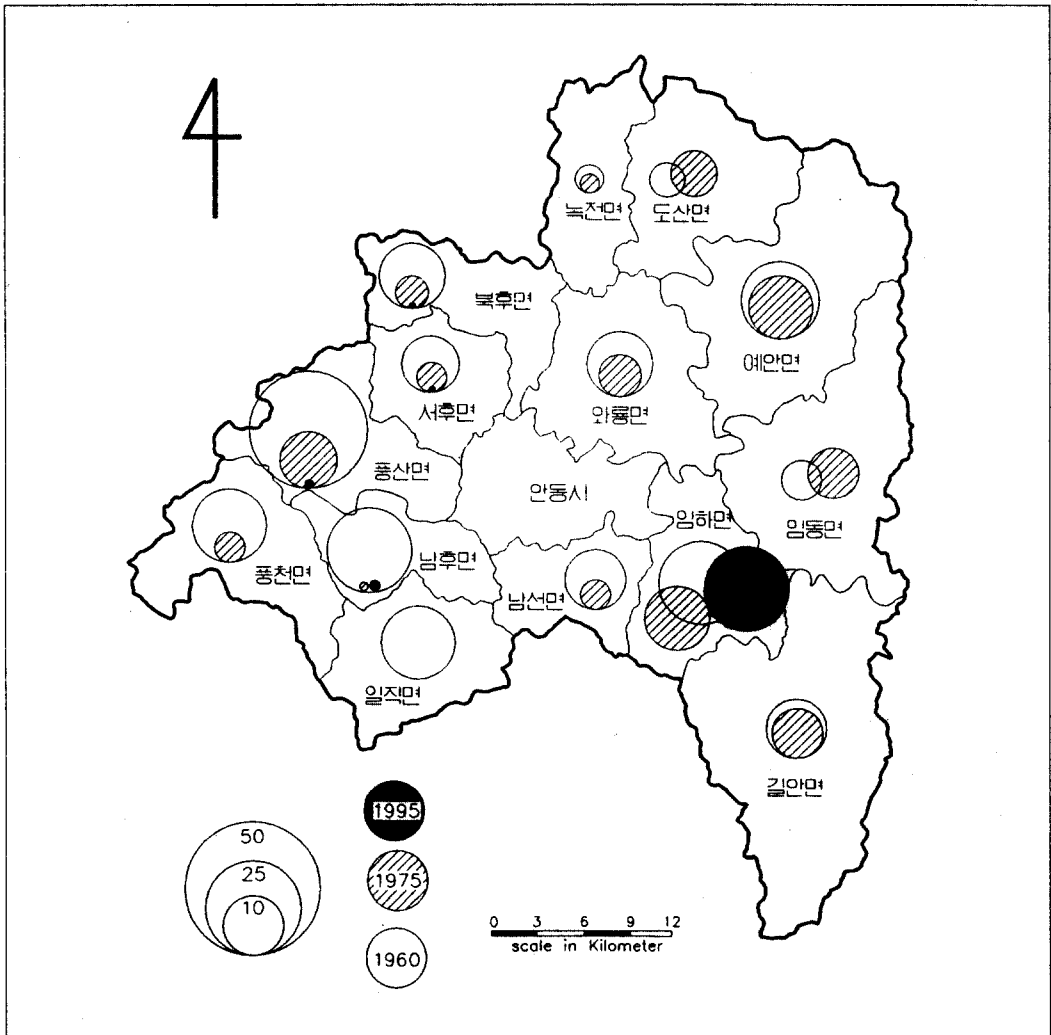 녹전면
도산면
북후면
예안면
서후면
와룡면
풍산면
안동시
임하면
임동면
풍천면
남후면
남선면
일직면
길안면
50
25
10
1995
1975
1960
0 3 6 9 12
scale in Kilometer